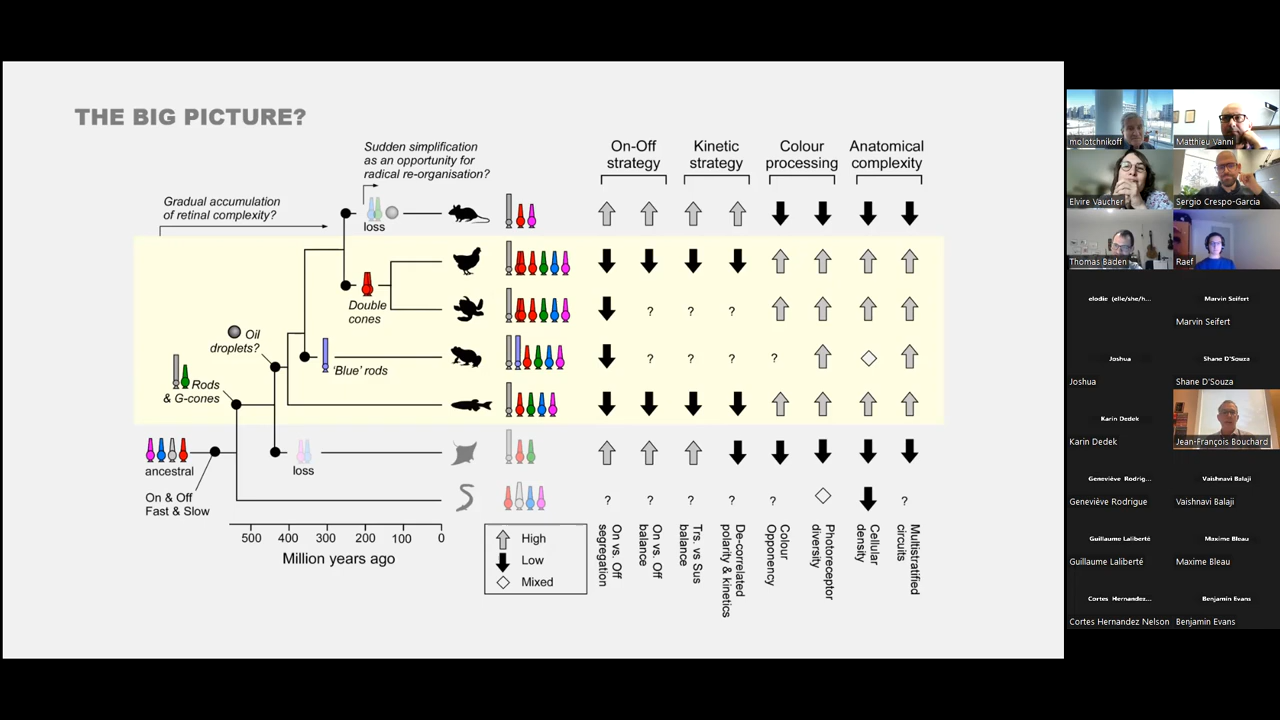 THE BIG PICTURE?
Sudden simplification
as an opportunity for
radical re-organisation?
Gradual accumulation
of retinal complexity?
loss
Double
cones
Oil
droplets?
'Blue' rods
Rods
& G-cones
ancestral
loss
On & Off
Fast & Slow
500 400 300 200 100 0
Million years ago
On-Off
strategy
Kinetic
strategy
Colour
processing
Anatomical
complexity
? ? ?
? ? ? ?
? ? ? ? ? ?
High
Low
Mixed
On vs. Off
segregation
On vs. Off
balance
Trs. vs Sus
balance
De-correlated
polarity & kinetics
Colour
Opponency
Photoreceptor
diversity
Cellular
density
Multistratified
circuits
molotchnikoff
Matthieu Vanni
Elvire Vaucher
Sergio Crespo-Garcia
Thomas Baden
Raef
elodie (elle/she/h...
Marvin Seifert
Marvin Seifert
Joshua
Shane D'Souza
Joshua
Shane D'Souza
Karin Dedek
Karin Dedek
Jean-François Bouchard
Geneviève Rodrig...
Vaishnavi Balaji
Geneviève Rodrigue
Vaishnavi Balaji
Guillaume Laliberté
Maxime Bleau
Guillaume Laliberté
Maxime Bleau
Cortes Hernandez...
Benjamin Evans
Cortes Hernandez Nelson
Benjamin Evans